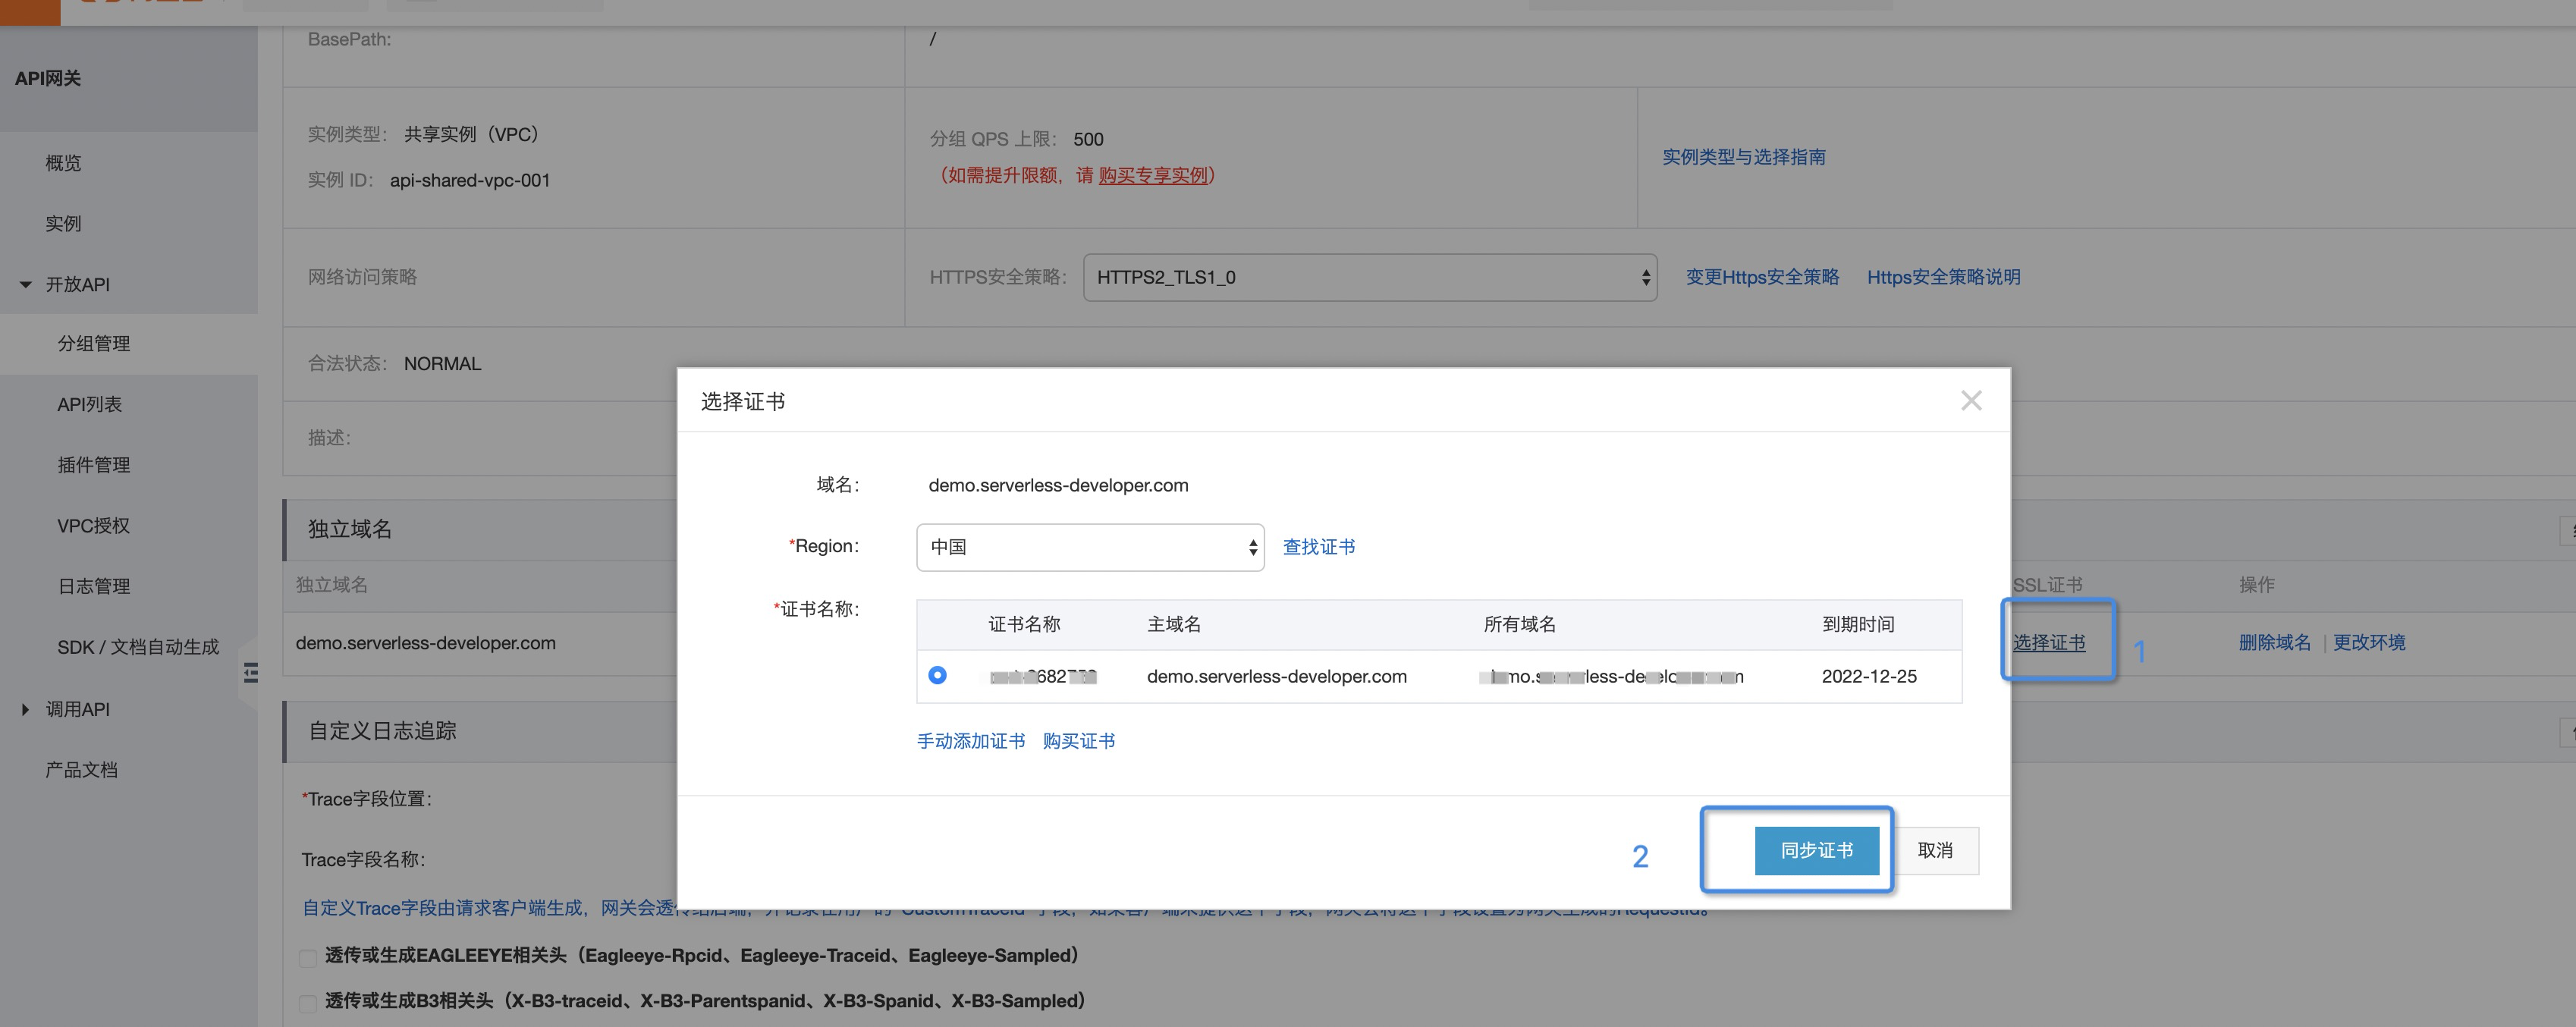 BasePath:
/
API网关
实例类型： 共享实例（VPC）
分组 QPS 上限： 500
概览
实例类型与选择指南
（如需提升限额，请 购买专享实例）
实例 ID： api-shared-vpc-001
实例
开放API
网络访问策略
HTTPS安全策略：
HTTPS2_TLS1_0
变更Https安全策略
Https安全策略说明
分组管理
合法状态： NORMAL
选择证书
API列表
描述：
插件管理
域名：
demo.serverless-developer.com
VPC授权
独立域名
*Region：
中国
查找证书
日志管理
独立域名
SSL证书
操作
*证书名称：
证书名称
主域名
所有域名
到期时间
SDK / 文档自动生成
demo.serverless-developer.com
选择证书
1
删除域名 | 更改环境
demo.serverless-developer.com
2022-12-25
调用API
自定义日志追踪
手动添加证书 购买证书
产品文档
*Trace字段位置：
2
同步证书
取消
Trace字段名称：
自定义Trace字段由请求客户端生成，网关会透传给后端，
透传或生成EAGLEEYE相关头（Eagleeye-Rpcid、Eagleeye-Traceid、Eagleeye-Sampled）
透传或生成B3相关头（X-B3-traceid、X-B3-Parentspanid、X-B3-Spanid、X-B3-Sampled）